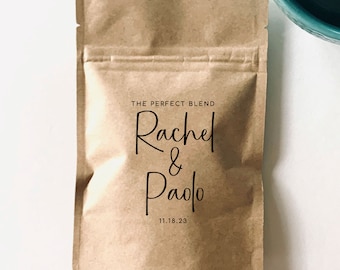 THE PERFECT BLEND
Rachel
&
Paolo
11.18.23